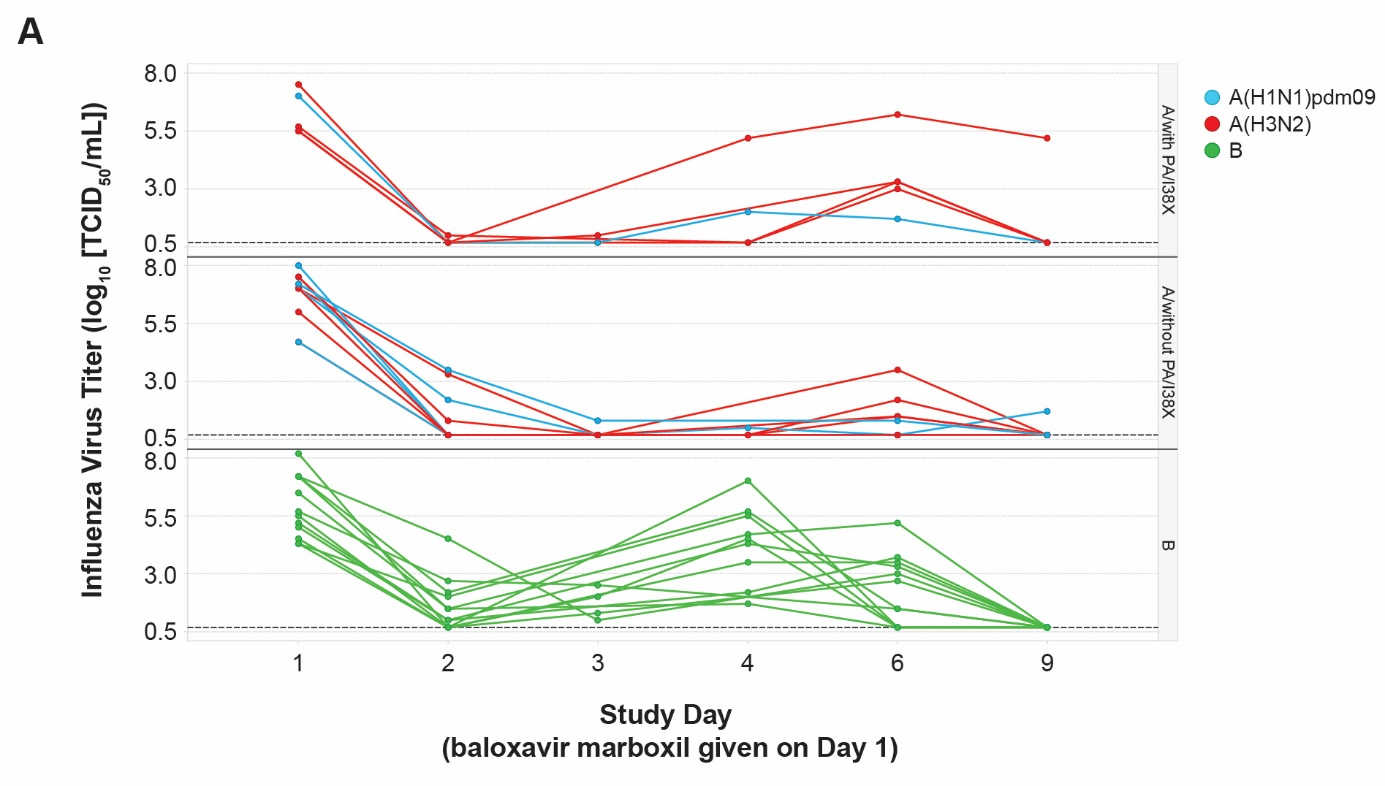 A
Influenza Virus Titer (log10 [TCID50/mL])
8.0
5.5
3.0
0.5
A/with PA/I38X
8.0
5.5
3.0
0.5
A/without PA/I38X
8.0
5.5
3.0
0.5
B
1 2 3 4 6 9
Study Day
(baloxavir marboxil given on Day 1)
A(H1N1)pdm09
A(H3N2)
B